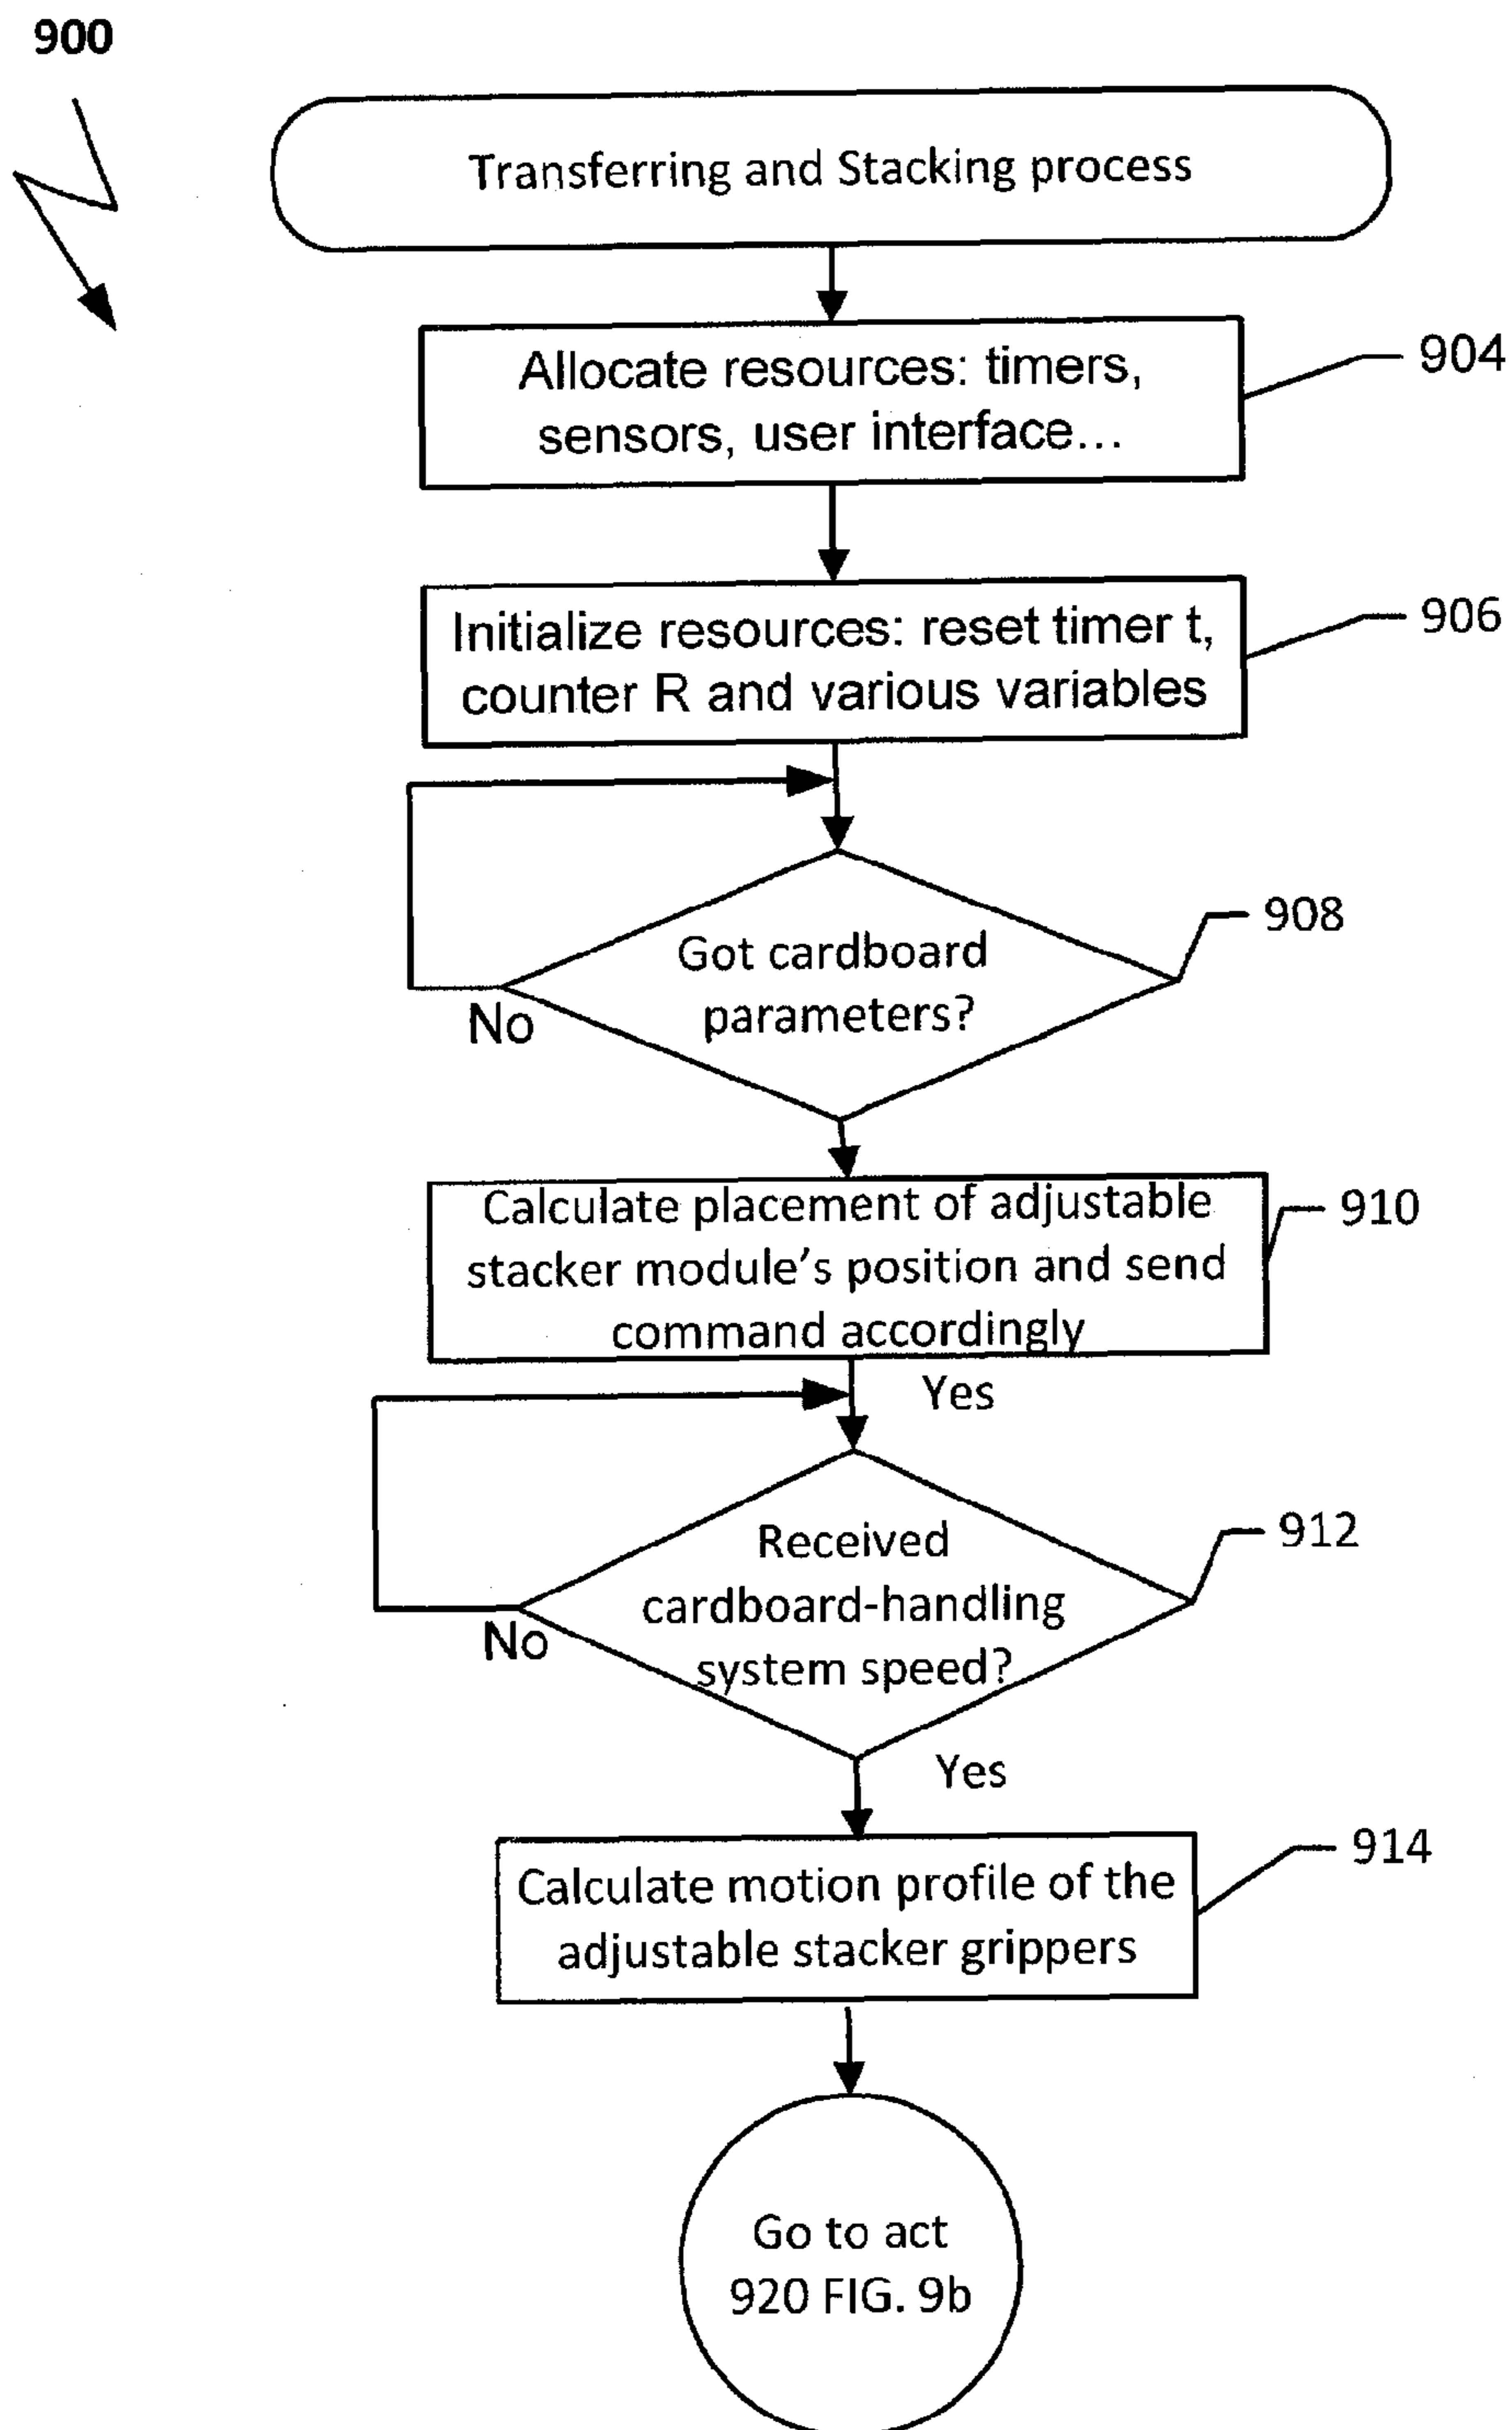 900
Transferring and Stacking process
Allocate resources: timers,
sensors, user interface...
904
Initialize resources: reset timer t,
counter R and various variables
906
Got cardboard
parameters?
908
No
Calculate placement of adjustable
stacker module's position and send
command accordingly
910
Yes
Received
cardboard-handling
system speed?
912
No
Yes
Calculate motion profile of the
adjustable stacker grippers
914
Go to act
920 FIG. 9b